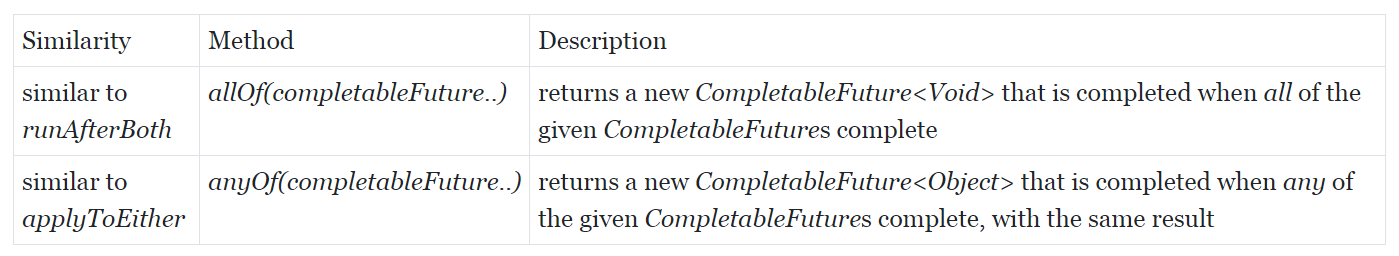 Similarity Method Description
similar to allOf(completableFuture..) returns a new CompletableFuture<Void> that is completed when all of the
runAfterBoth given CompletableFutures complete
similar to anyOf(completableFuture..) returns a new CompletableFuture<Object> that is completed when any of
applyToEither the given CompletableFutures complete, with the same result